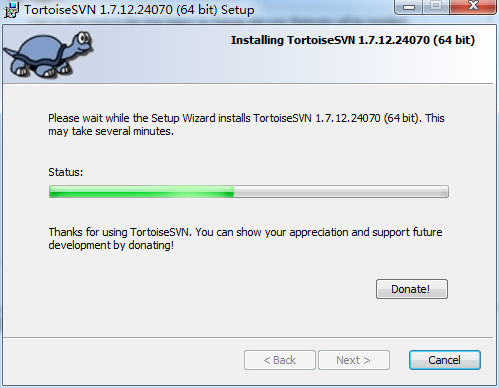 TortoiseSVN 1.7.12.24070 (64 bit) Setup
Installing TortoiseSVN 1.7.12.24070 (64 bit)
Please wait while the Setup Wizard installs TortoiseSVN 1.7.12.24070 (64 bit). This
may take several minutes.
Status:
Thanks for using TortoiseSVN. You can show your appreciation and support future
development by donating!
Donate!
< Back
Next >
Cancel